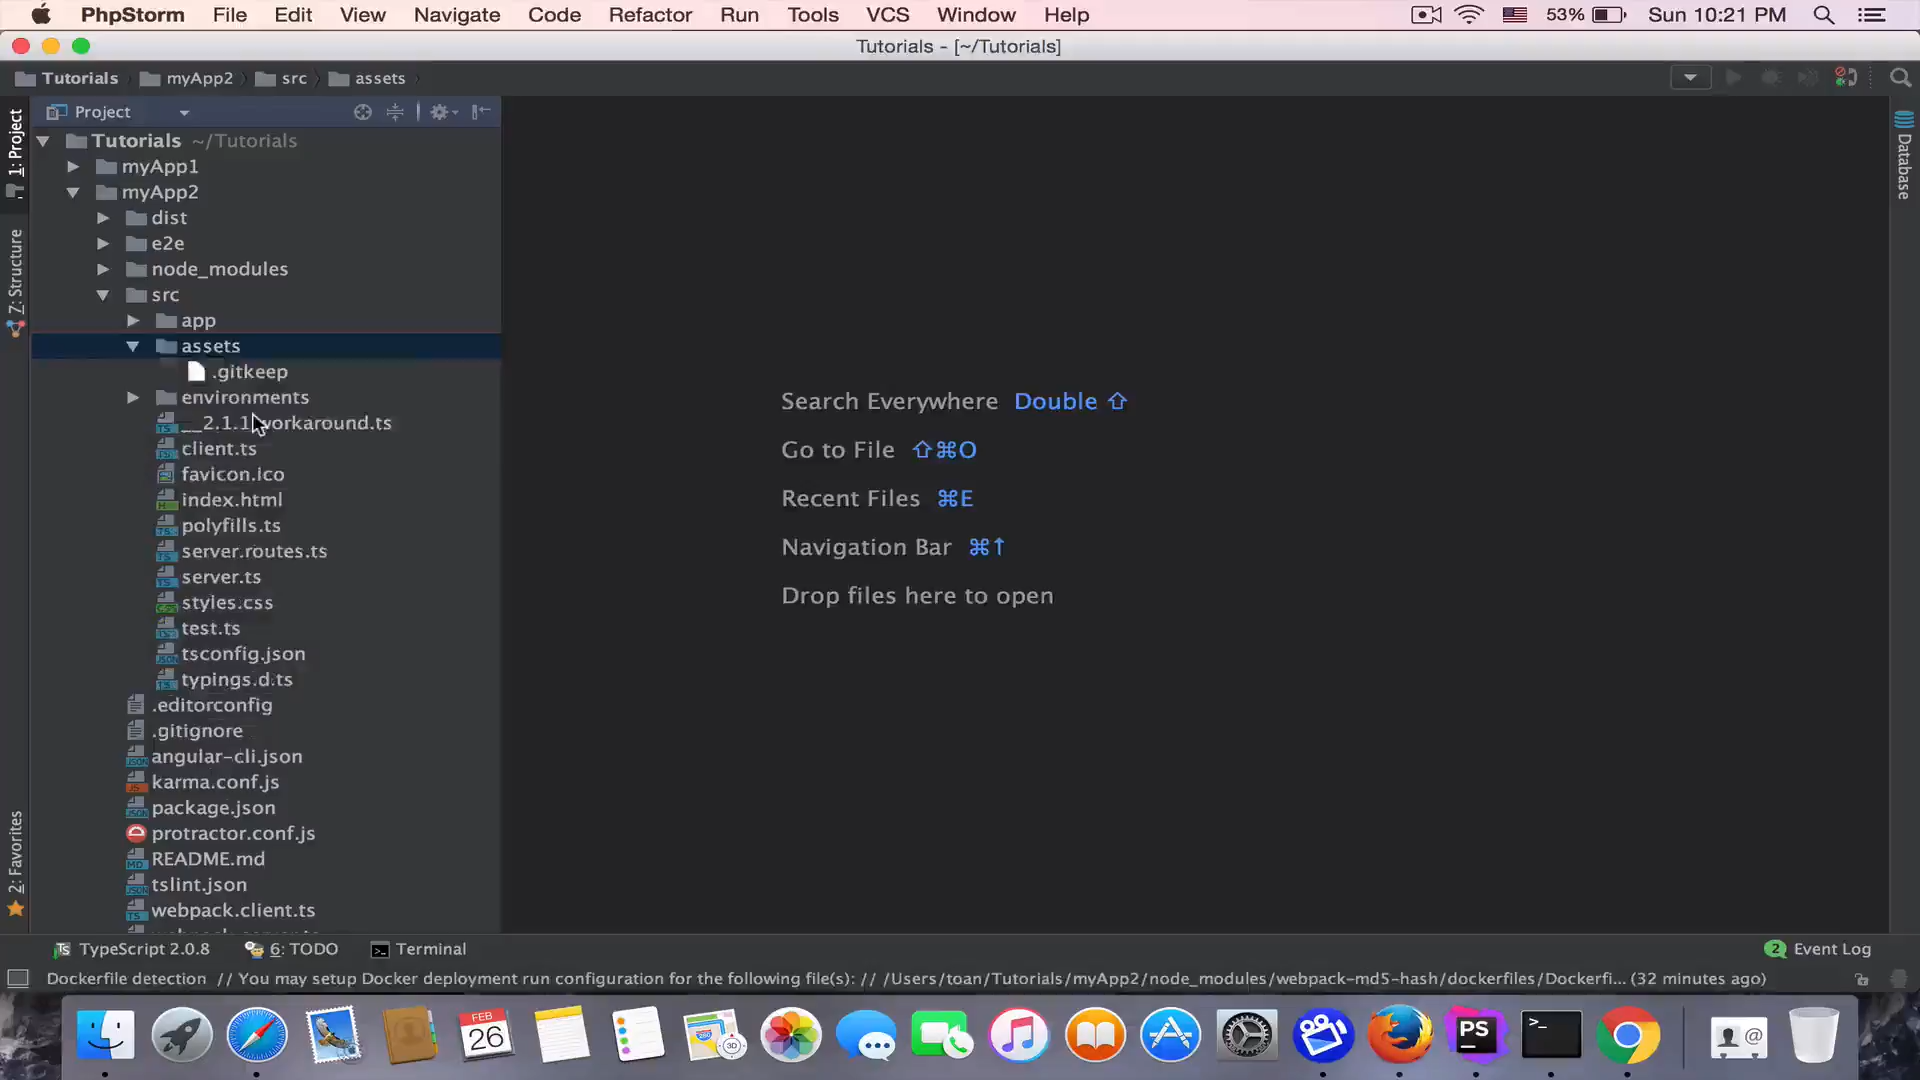 PhpStorm File Edit View Navigate Code Refactor Run Tools VCS Window Help 53% Sun 10:21 PM
Tutorials - [~/Tutorials]
Tutorials myApp2 src assets
1: Project
Project
Tutorials ~/Tutorials
myApp1
myApp2
dist
e2e
node_modules
src
app
assets
.gitkeep
environments
__2.1.1.workaround.ts
client.ts
favicon.ico
index.html
polyfills.ts
server.routes.ts
server.ts
styles.css
test.ts
tsconfig.json
typings.d.ts
.editorconfig
.gitignore
angular-cli.json
karma.conf.js
package.json
protractor.conf.js
README.md
tslint.json
webpack.client.ts
7: Structure
2: Favorites
Search Everywhere Double ⇧
Go to File ⇧⌘O
Recent Files ⌘E
Navigation Bar ⌘↑
Drop files here to open
Database
TypeScript 2.0.8 6: TODO Terminal 2 Event Log
Dockerfile detection // You may setup Docker deployment run configuration for the following file(s): // /Users/toan/Tutorials/myApp2/node_modules/webpack-md5-hash/dockerfiles/Dockerfi... (32 minutes ago)
FEB
26
3D
PS
>_
@